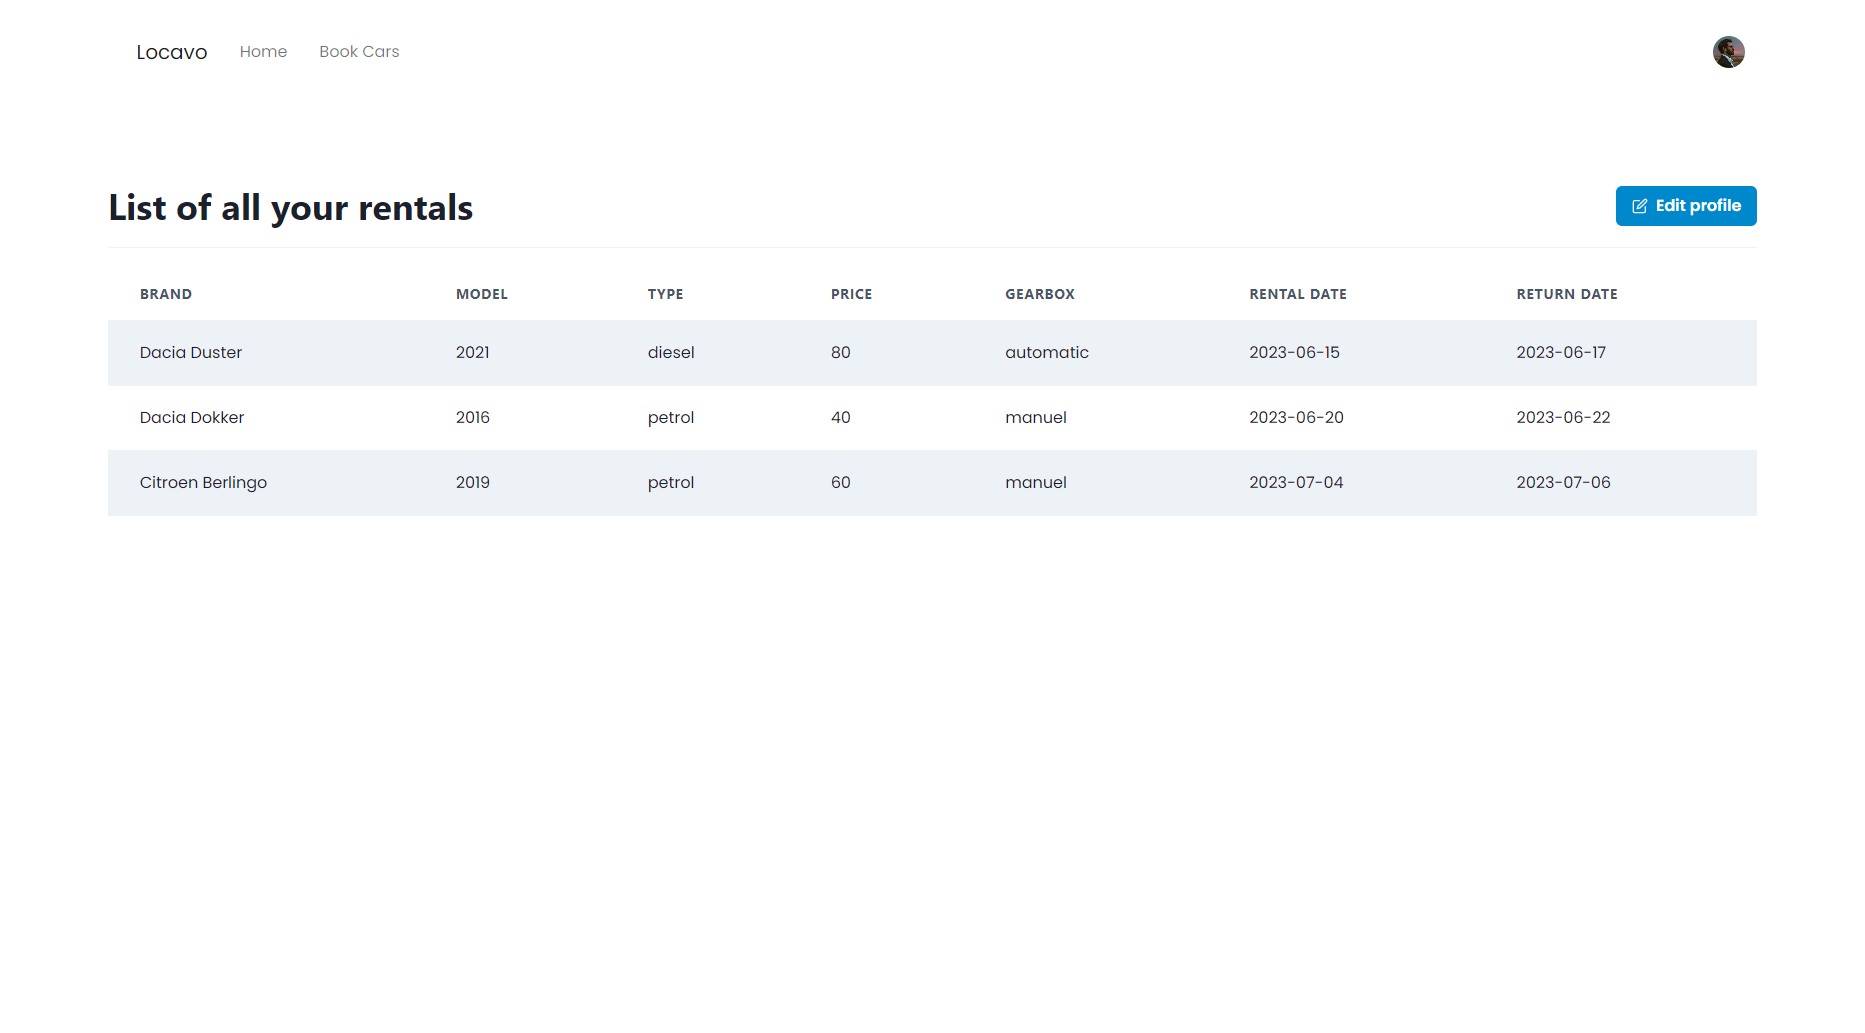 Locavo Home Book Cars
List of all your rentals Edit profile
BRAND MODEL TYPE PRICE GEARBOX RENTAL DATE RETURN DATE
Dacia Duster 2021 diesel 80 automatic 2023-06-15 2023-06-17
Dacia Dokker 2016 petrol 40 manuel 2023-06-20 2023-06-22
Citroen Berlingo 2019 petrol 60 manuel 2023-07-04 2023-07-06